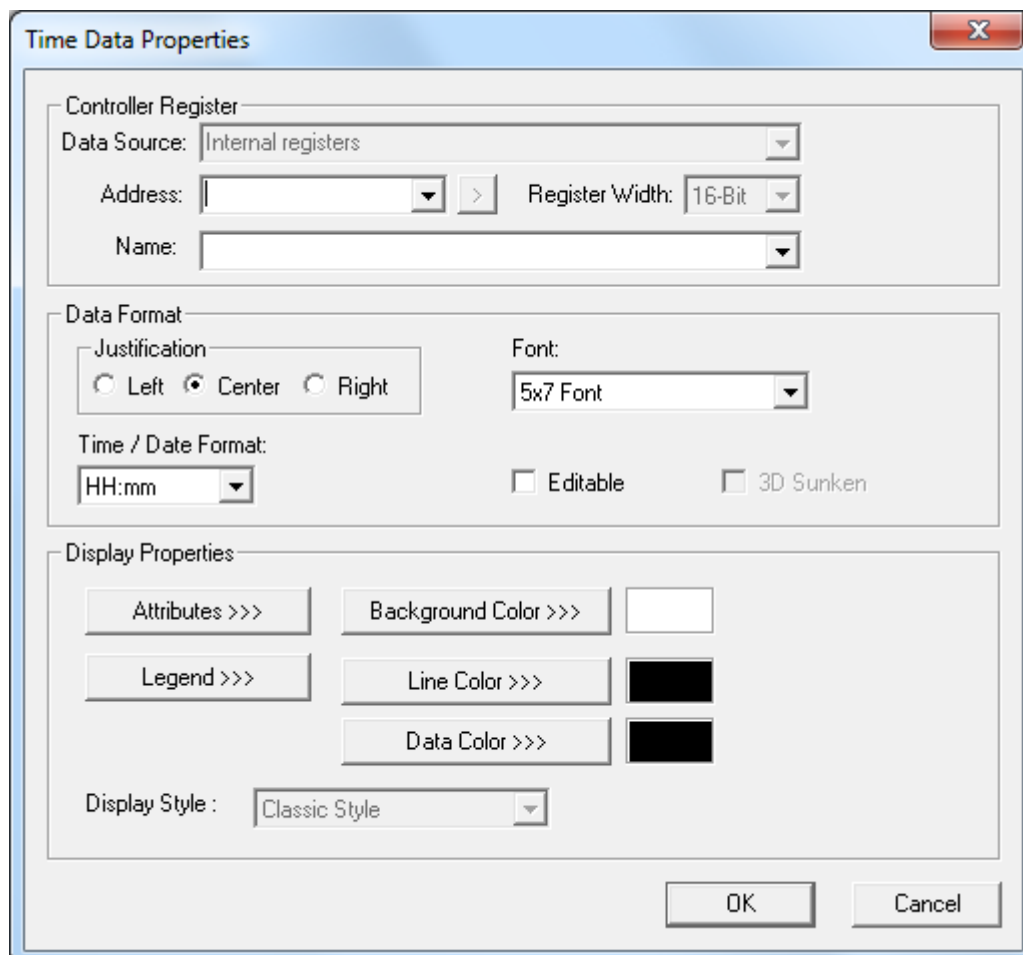 Time Data Properties
Controller Register
Data Source: Internal registers
Address: > Register Width: 16-Bit
Name:
Data Format
Justification Font:
Left Center Right 5x7 Font
Time / Date Format:
HH:mm Editable 3D Sunken
Display Properties
Attributes >>> Background Color >>>
Legend >>> Line Color >>>
Data Color >>>
Display Style : Classic Style
OK Cancel